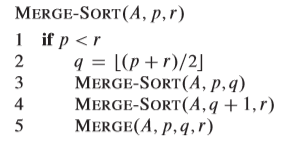 MERGE-SORT(A, p, r)
1 if p < r
2 q = ⌊(p + r)/2⌋
3 MERGE-SORT(A, p, q)
4 MERGE-SORT(A, q + 1, r)
5 MERGE(A, p, q, r)